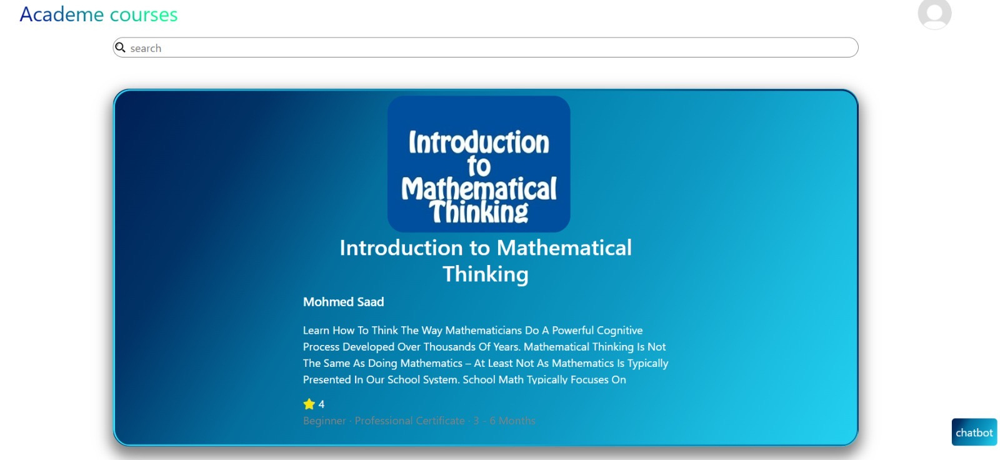 Academe courses
search
Introduction
to
Mathematical
Thinking
Introduction to Mathematical
Thinking
Mohmed Saad
Learn How To Think The Way Mathematicians Do A Powerful Cognitive
Process Developed Over Thousands Of Years. Mathematical Thinking Is Not
The Same As Doing Mathematics – At Least Not As Mathematics Is Typically
Presented In Our School System. School Math Typically Focuses On
4
Beginner · Professional Certificate · 3 - 6 Months
chatbot